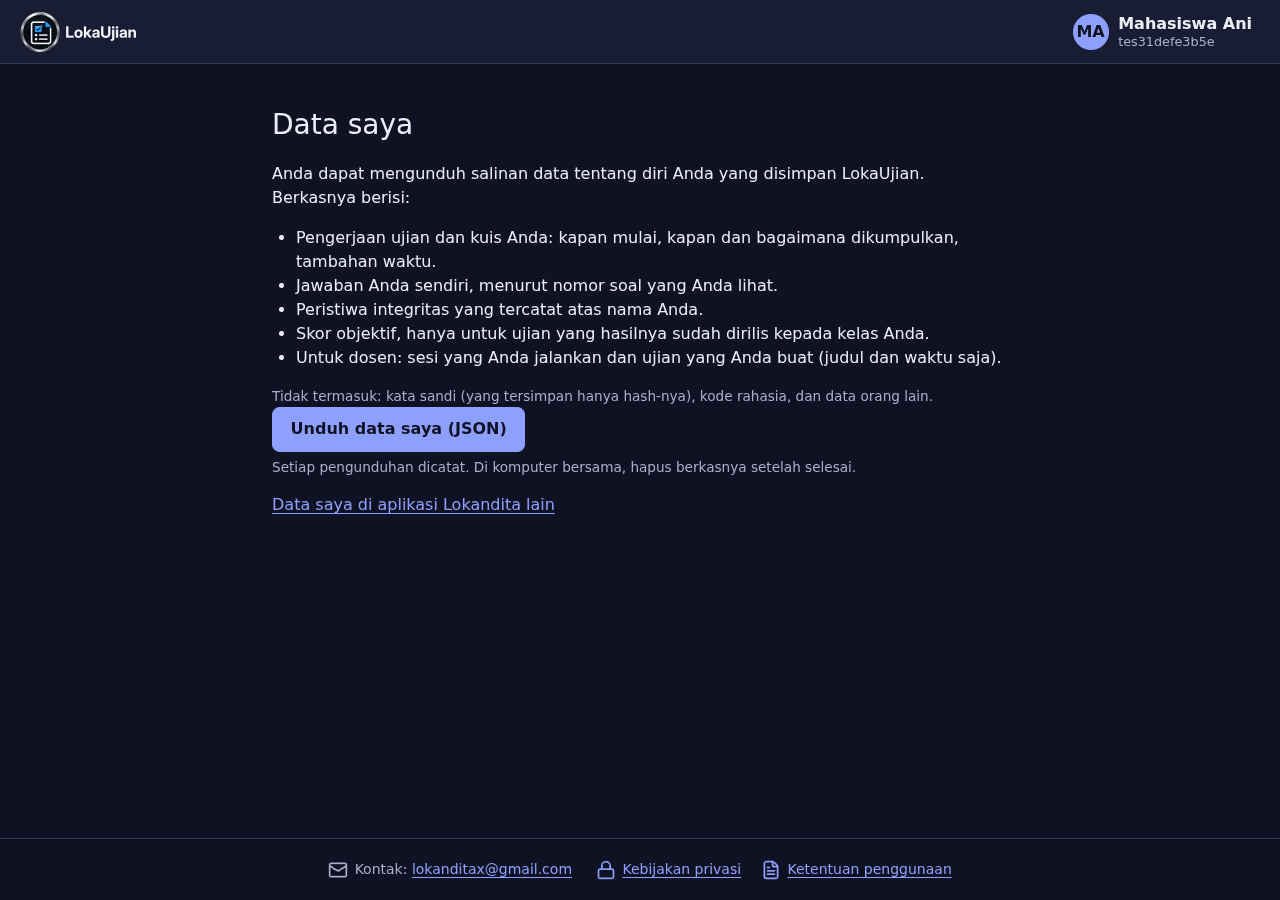 LokaUjian
MA
Mahasiswa Ani
tes31defe3b5e
Data saya
Anda dapat mengunduh salinan data tentang diri Anda yang disimpan LokaUjian.
Berkasnya berisi:
• Pengerjaan ujian dan kuis Anda: kapan mulai, kapan dan bagaimana dikumpulkan,
tambahan waktu.
• Jawaban Anda sendiri, menurut nomor soal yang Anda lihat.
• Peristiwa integritas yang tercatat atas nama Anda.
• Skor objektif, hanya untuk ujian yang hasilnya sudah dirilis kepada kelas Anda.
• Untuk dosen: sesi yang Anda jalankan dan ujian yang Anda buat (judul dan waktu saja).
Tidak termasuk: kata sandi (yang tersimpan hanya hash-nya), kode rahasia, dan data orang lain.
Unduh data saya (JSON)
Setiap pengunduhan dicatat. Di komputer bersama, hapus berkasnya setelah selesai.
Data saya di aplikasi Lokandita lain
Kontak: lokanditax@gmail.com
Kebijakan privasi
Ketentuan penggunaan